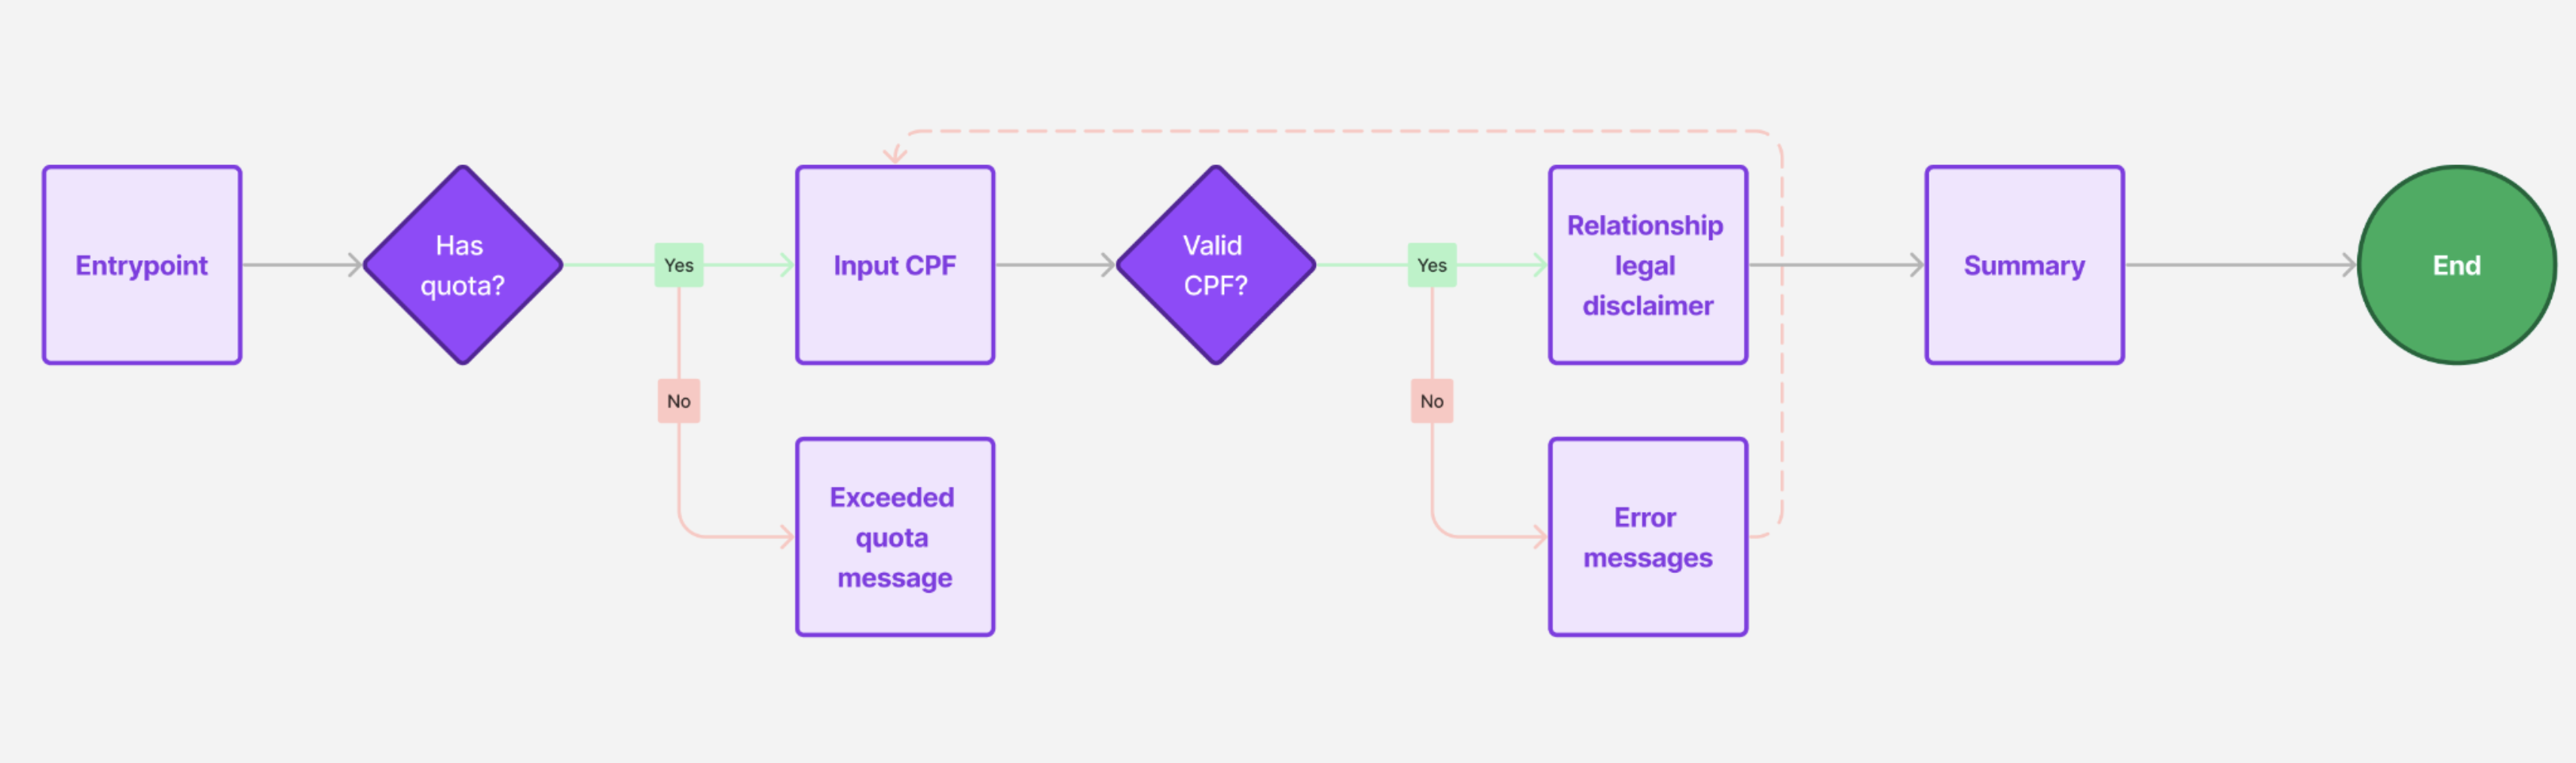 Entrypoint
Has
quota?
Yes
No
Input CPF
Exceeded
quota
message
Valid
CPF?
Yes
No
Relationship
legal
disclaimer
Error
messages
Summary
End